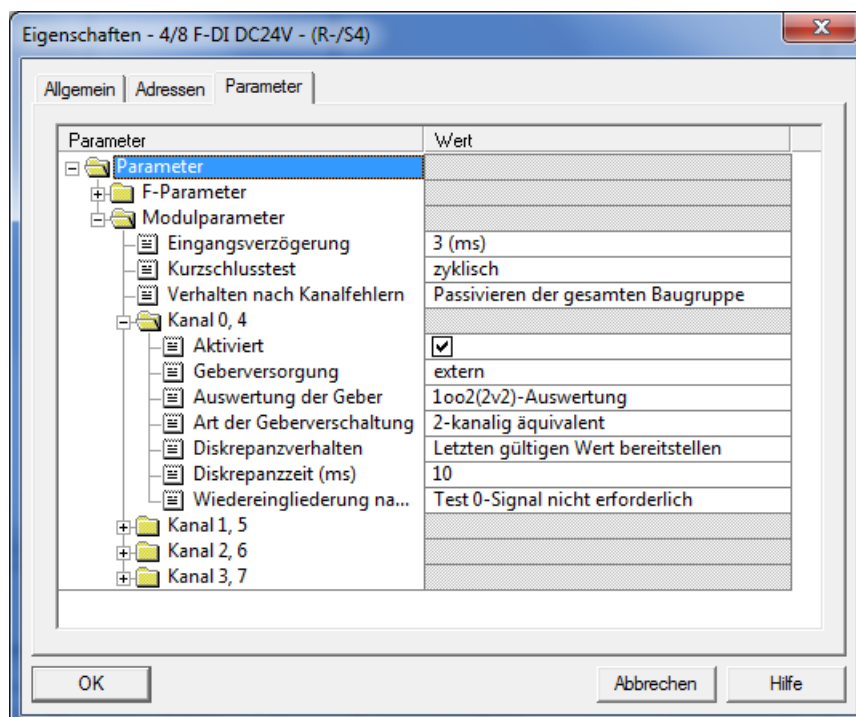 Eigenschaften - 4/8 F-DI DC24V - (R-/S4)
Allgemein Adressen Parameter
Parameter Wert
Parameter
F-Parameter
Modulparameter
Eingangsverzögerung 3 (ms)
Kurzschlusstest zyklisch
Verhalten nach Kanalfehlern Passivieren der gesamten Baugruppe
Kanal 0, 4
Aktiviert
Geberversorgung extern
Auswertung der Geber 1oo2(2v2)-Auswertung
Art der Geberverschaltung 2-kanalig äquivalent
Diskrepanzverhalten Letzten gültigen Wert bereitstellen
Diskrepanzzeit (ms) 10
Wiedereingliederung na... Test 0-Signal nicht erforderlich
Kanal 1, 5
Kanal 2, 6
Kanal 3, 7
OK Abbrechen Hilfe